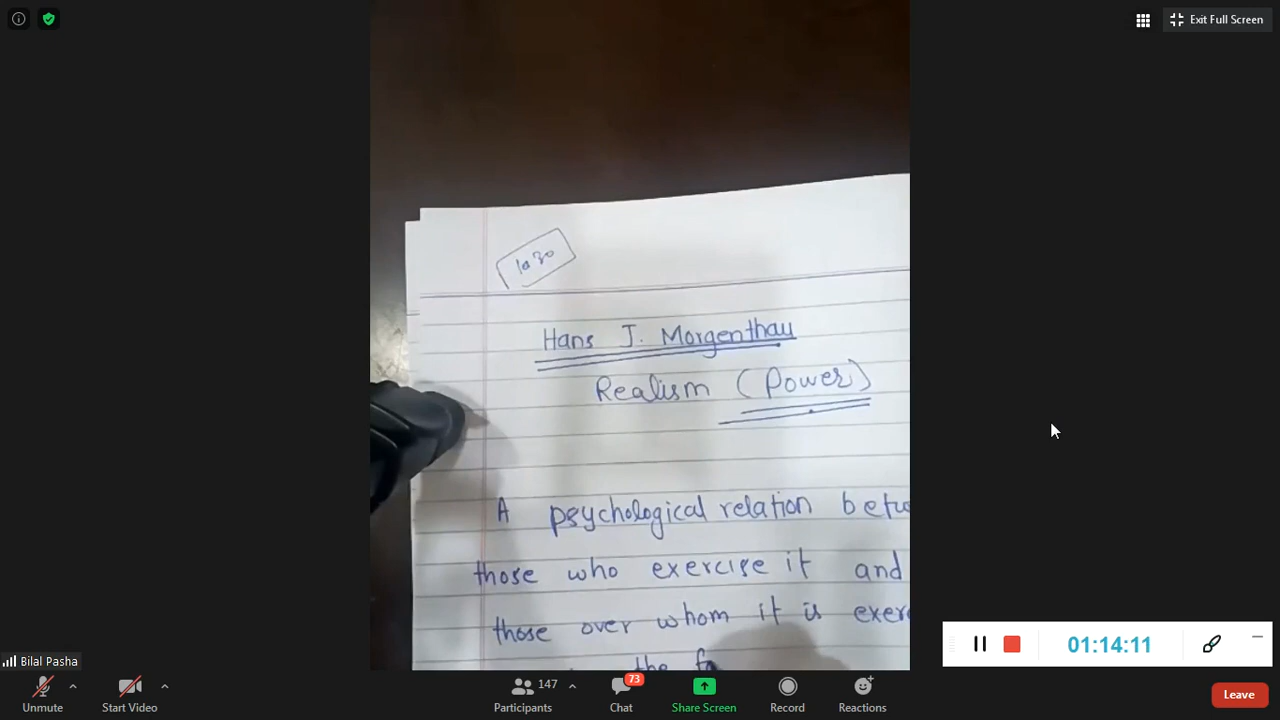 Exit Full Screen
Hans J. Morgenthau
Realism (Power)
A psychological relation
those who exercise it and
those over whom it is
the
Bilal Pasha
01:14:11
147
73
Unmute
Start Video
Participants
Chat
Share Screen
Record
Reactions
Leave